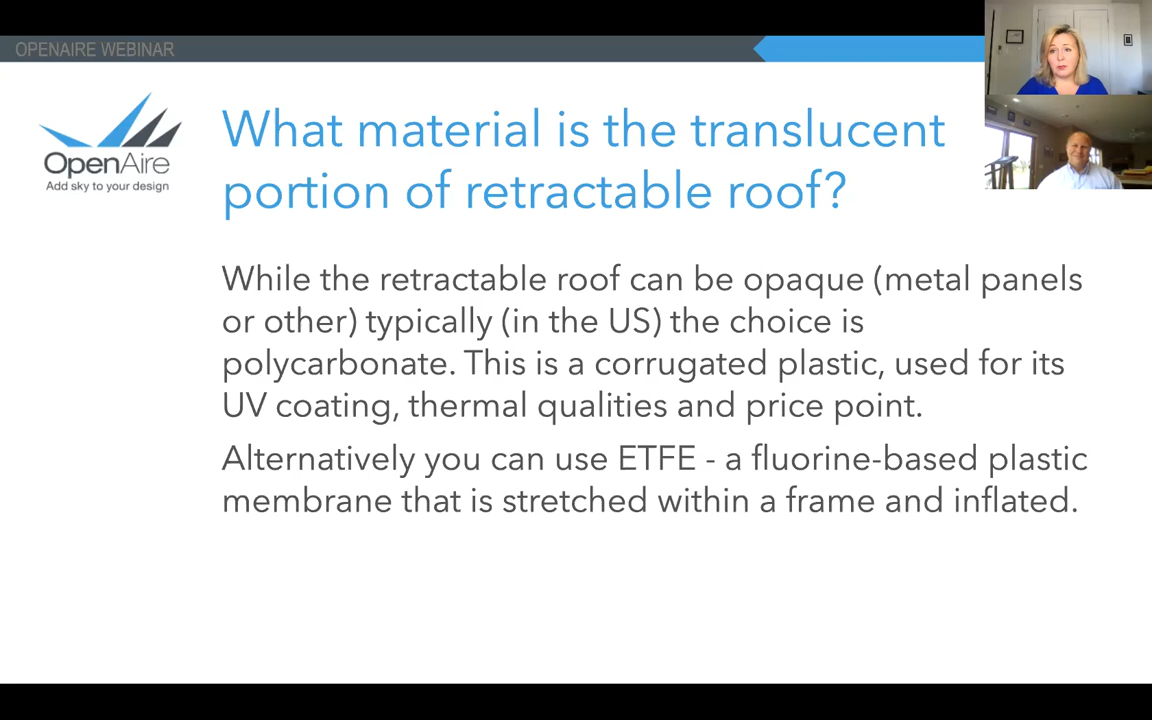 OPENAIRE WEBINAR
OpenAire
Add sky to your design
What material is the translucent
portion of retractable roof?
While the retractable roof can be opaque (metal panels
or other) typically (in the US) the choice is
polycarbonate. This is a corrugated plastic, used for its
UV coating, thermal qualities and price point.
Alternatively you can use ETFE - a fluorine-based plastic
membrane that is stretched within a frame and inflated.